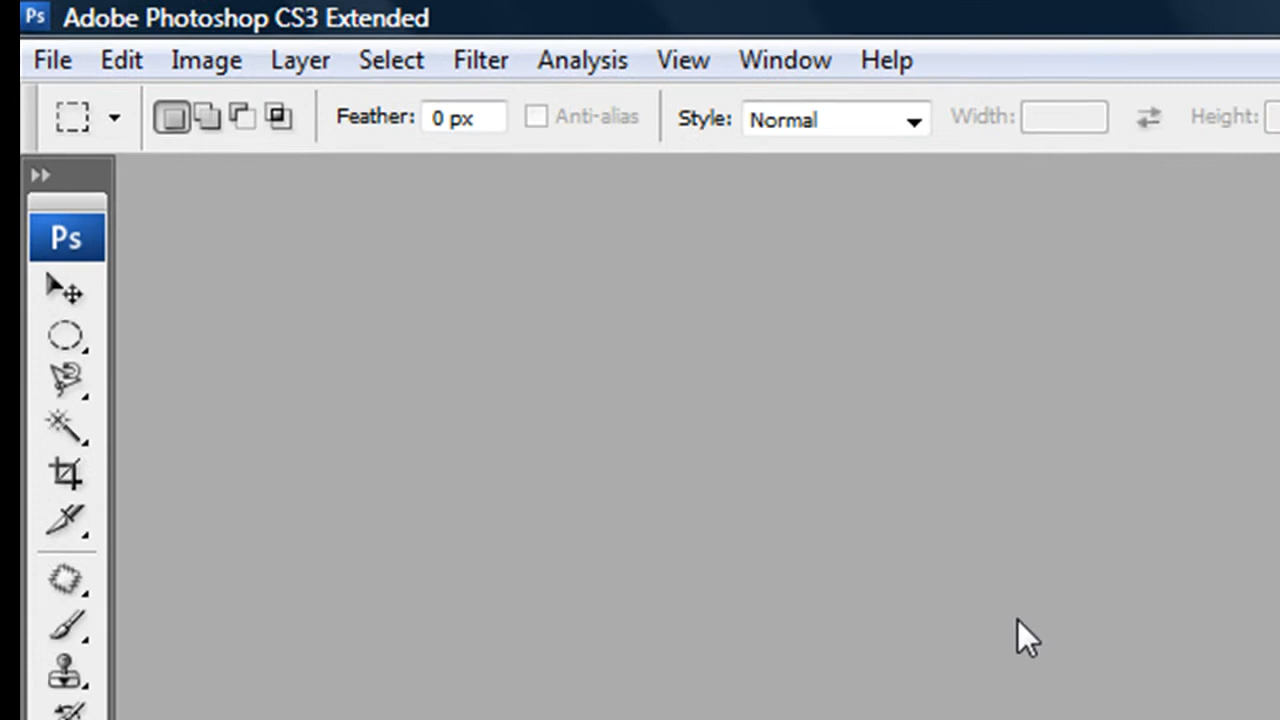 Ps Adobe Photoshop CS3 Extended
File Edit Image Layer Select Filter Analysis View Window Help
Feather: 0 px Anti-alias Style: Normal Width: Height:
Ps